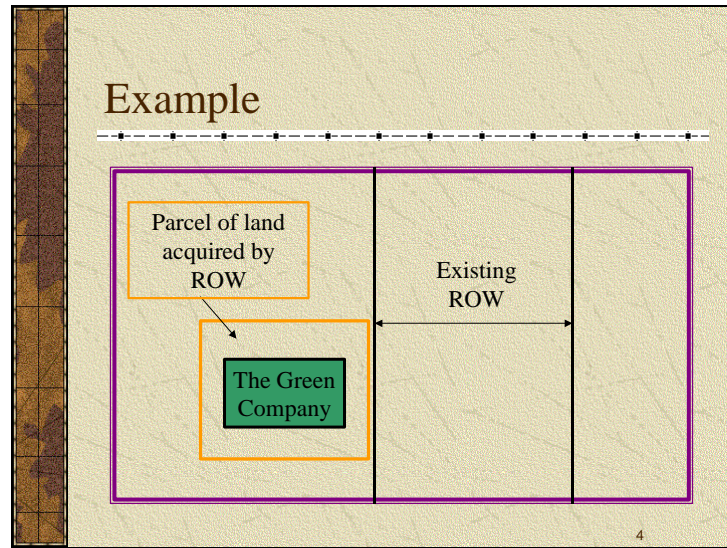 Example
Parcel of land
acquired by
ROW
Existing
ROW
The Green
Company
4